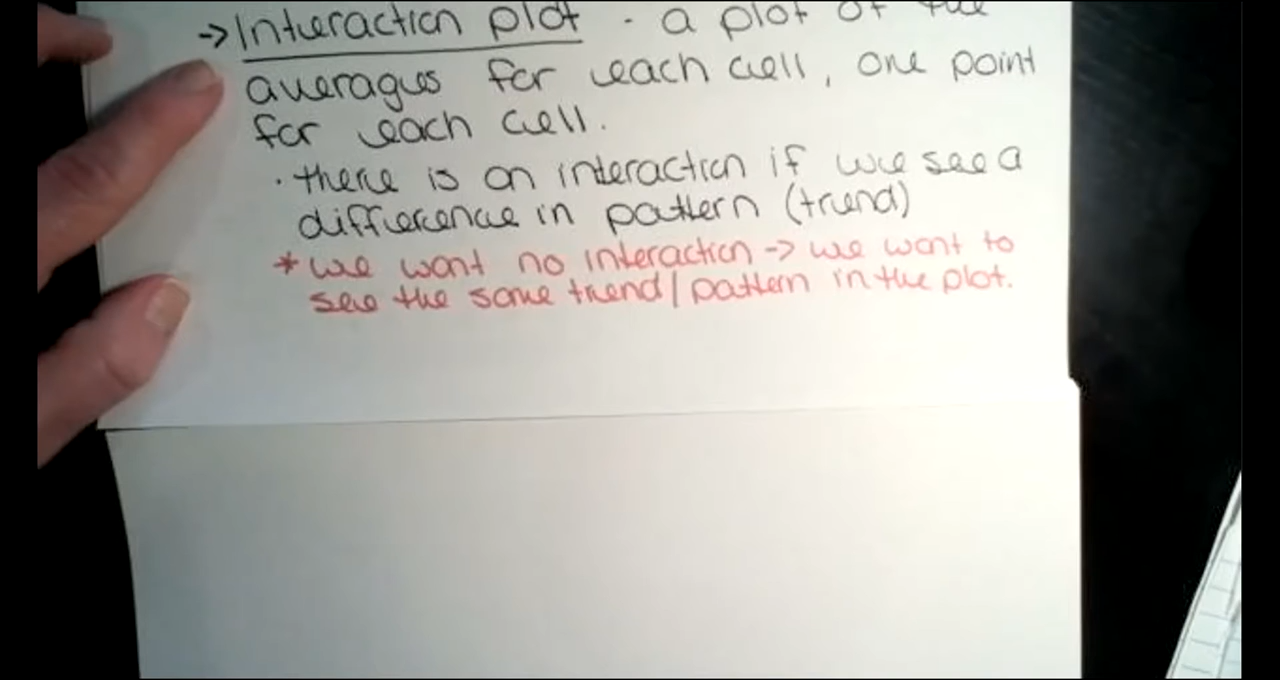 → Interaction plot - a plot of the
averages for each cell, one point
for each cell.
· there is an interaction if we see a
difference in pattern (trend)
* we want no interaction → we want to
see the same trend/pattern in the plot.